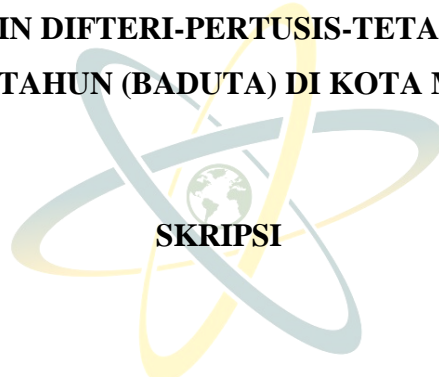 IN DIFTERI-PERTUSIS-TETA
TAHUN (BADUTA) DI KOTA M
SKRIPSI